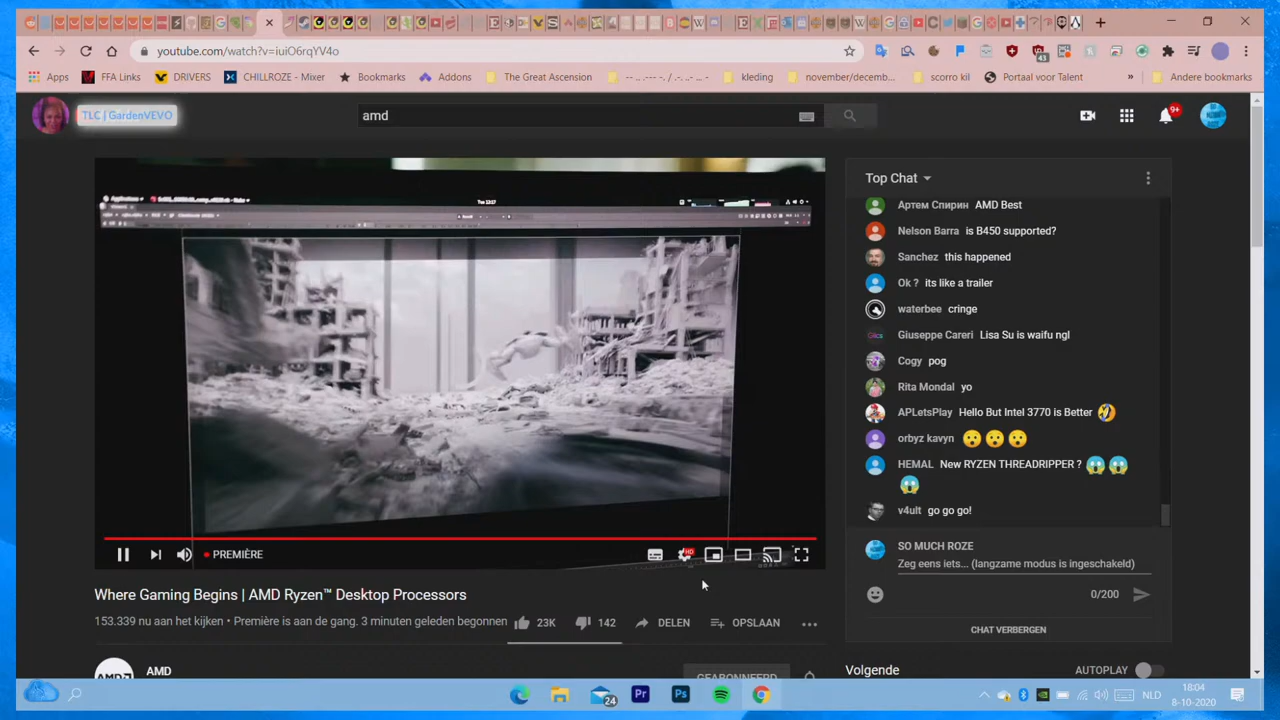 youtube.com/watch?v=iuiO6rqYV4o
43
Apps FFA Links DRIVERS CHILLROZE - Mixer Bookmarks Addons The Great Ascension -- .. ---. -. / .-. --- .. november/decemb... kleding scorro kil Portaal voor Talent » Andere bookmarks
TLC | GardenVEVO
amd
9+
Top Chat
Артем Спирин AMD Best
Nelson Barra is B450 supported?
Sanchez this happened
Ok ? its like a trailer
waterbee cringe
Giuseppe Careri Lisa Su is waifu ngl
Cogy pog
Rita Mondal yo
APLetsPlay Hello But Intel 3770 is Better 🤣
orbyz kavyn 😮 😮 😮
HEMAL New RYZEN THREADRIPPER ? 😱 😱
😱
v4ult go go go!
SO MUCH ROZE
Zeg eens iets... (langzame modus is ingeschakeld)
0/200
CHAT VERBERGEN
PREMIÈRE
HD
Where Gaming Begins | AMD Ryzen™ Desktop Processors
153.339 nu aan het kijken • Première is aan de gang. 3 minuten geleden begonnen
23K 142 DELEN OPSLAAN
AMD
GEABONNEERD
Volgende AUTOPLAY
24
Pr
Ps
NLD
18:04
8-10-2020